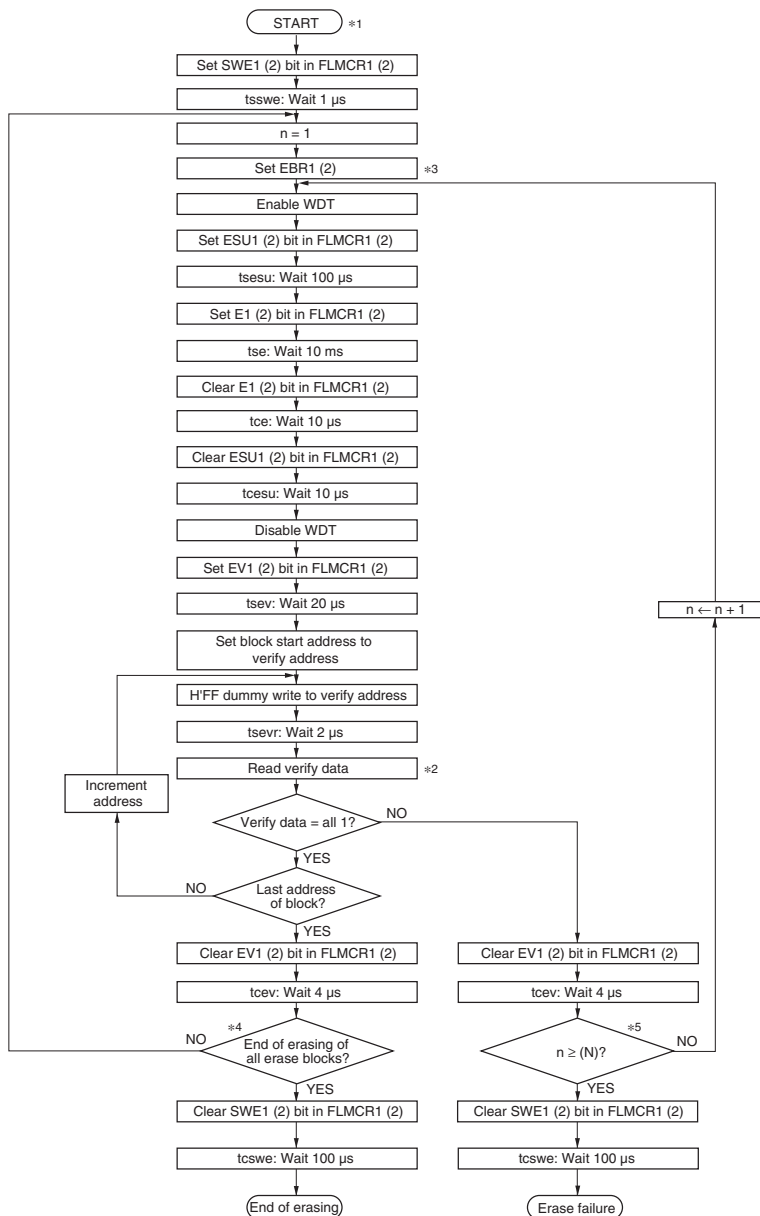 START
*1
Set SWE1 (2) bit in FLMCR1 (2)
tsswe: Wait 1 µs
n = 1
Set EBR1 (2)
*3
Enable WDT
Set ESU1 (2) bit in FLMCR1 (2)
tsesu: Wait 100 µs
Set E1 (2) bit in FLMCR1 (2)
tse: Wait 10 ms
Clear E1 (2) bit in FLMCR1 (2)
tce: Wait 10 µs
Clear ESU1 (2) bit in FLMCR1 (2)
tcesu: Wait 10 µs
Disable WDT
Set EV1 (2) bit in FLMCR1 (2)
tsev: Wait 20 µs
n ← n + 1
Set block start address to
verify address
H'FF dummy write to verify address
tsevr: Wait 2 µs
Read verify data
*2
Increment
address
Verify data = all 1?
NO
YES
NO
Last address
of block?
YES
Clear EV1 (2) bit in FLMCR1 (2)
Clear EV1 (2) bit in FLMCR1 (2)
tcev: Wait 4 µs
tcev: Wait 4 µs
NO
*4
End of erasing of
all erase blocks?
*5
n ≥ (N)?
NO
YES
YES
Clear SWE1 (2) bit in FLMCR1 (2)
Clear SWE1 (2) bit in FLMCR1 (2)
tcswe: Wait 100 µs
tcswe: Wait 100 µs
End of erasing
Erase failure